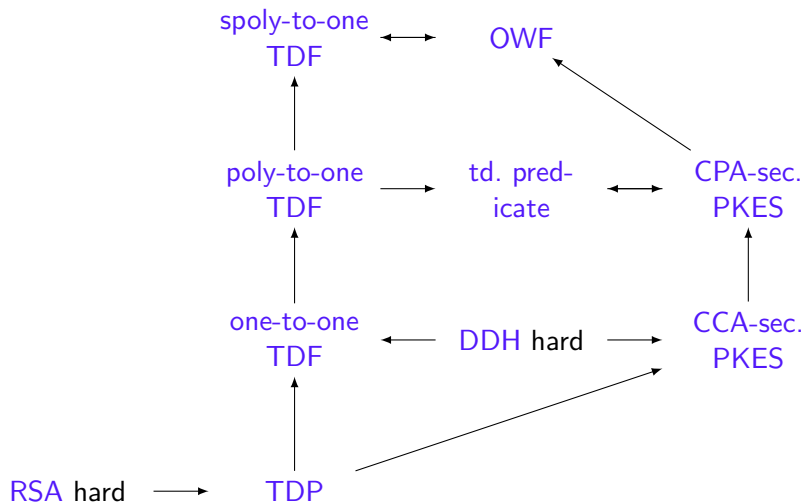 spoly-to-one
TDF
OWF
poly-to-one
TDF
td. pred-
icate
CPA-sec.
PKES
one-to-one
TDF
DDH hard
CCA-sec.
PKES
RSA hard
TDP